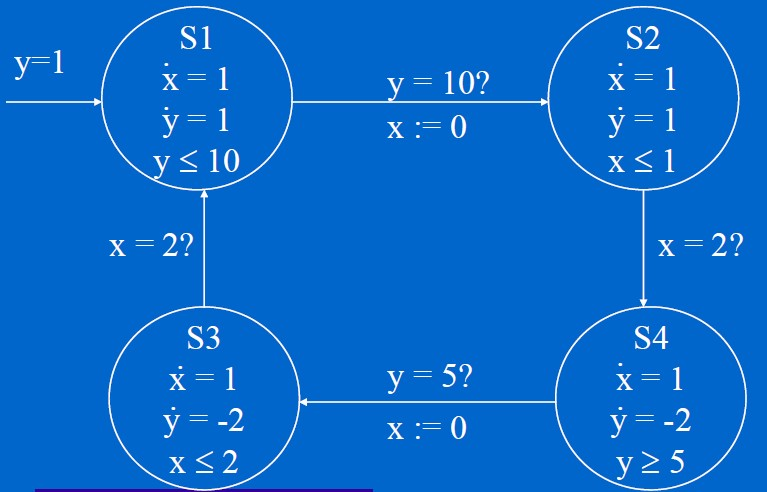 y=1
S1
ẋ = 1
ẏ = 1
y ≤ 10
y = 10?
x := 0
S2
ẋ = 1
ẏ = 1
x ≤ 1
x = 2?
x = 2?
S3
ẋ = 1
ẏ = -2
x ≤ 2
y = 5?
x := 0
S4
ẋ = 1
ẏ = -2
y ≥ 5